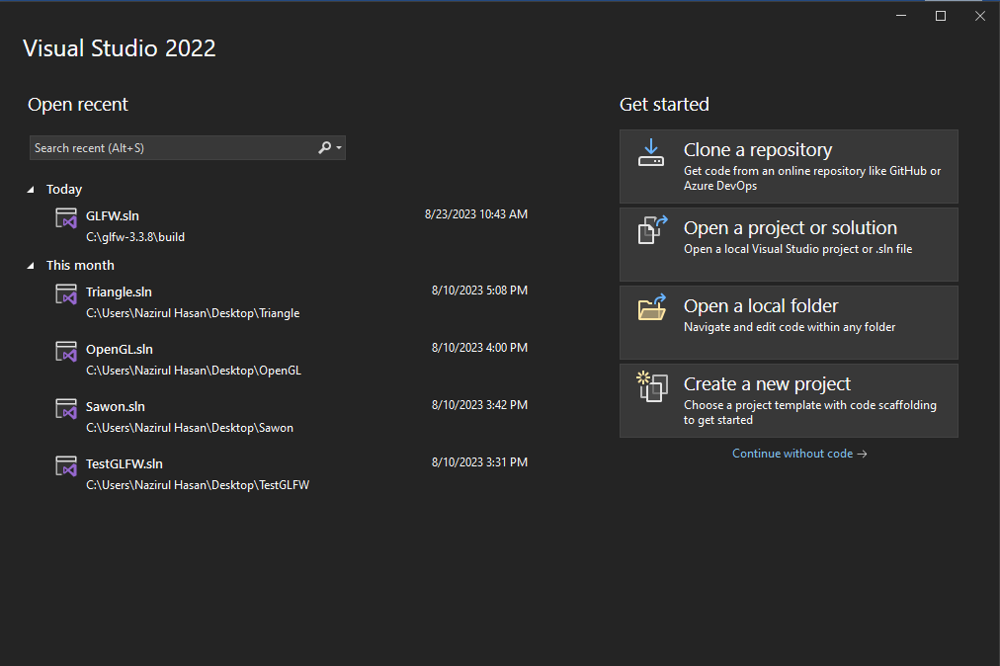 Visual Studio 2022
Open recent
Search recent (Alt+S)
Today
GLFW.sln
8/23/2023 10:43 AM
C:\glfw-3.3.8\build
This month
Triangle.sln
8/10/2023 5:08 PM
C:\Users\Nazirul Hasan\Desktop\Triangle
OpenGL.sln
8/10/2023 4:00 PM
C:\Users\Nazirul Hasan\Desktop\OpenGL
Sawon.sln
8/10/2023 3:42 PM
C:\Users\Nazirul Hasan\Desktop\Sawon
TestGLFW.sln
8/10/2023 3:31 PM
C:\Users\Nazirul Hasan\Desktop\TestGLFW
Get started
Clone a repository
Get code from an online repository like GitHub or
Azure DevOps
Open a project or solution
Open a local Visual Studio project or .sln file
Open a local folder
Navigate and edit code within any folder
Create a new project
Choose a project template with code scaffolding
to get started
Continue without code →